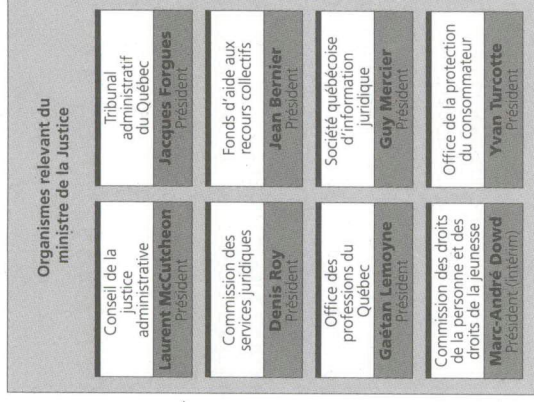 Organismes relevant du
ministre de la Justice
Conseil de la
justice
administrative
Laurent McCutcheon
Président
Tribunal
administratif
du Québec
Jacques Forgues
Président
Commission des
services juridiques
Denis Roy
Président
Fonds d'aide aux
recours collectifs
Jean Bernier
Président
Office des
professions du
Québec
Gaétan Lemoyne
Président
Société québécoise
d'information
juridique
Guy Mercier
Président
Commission des droits
de la personne et des
droits de la jeunesse
Marc-André Dowd
Président (intérim)
Office de la protection
du consommateur
Yvan Turcotte
Président